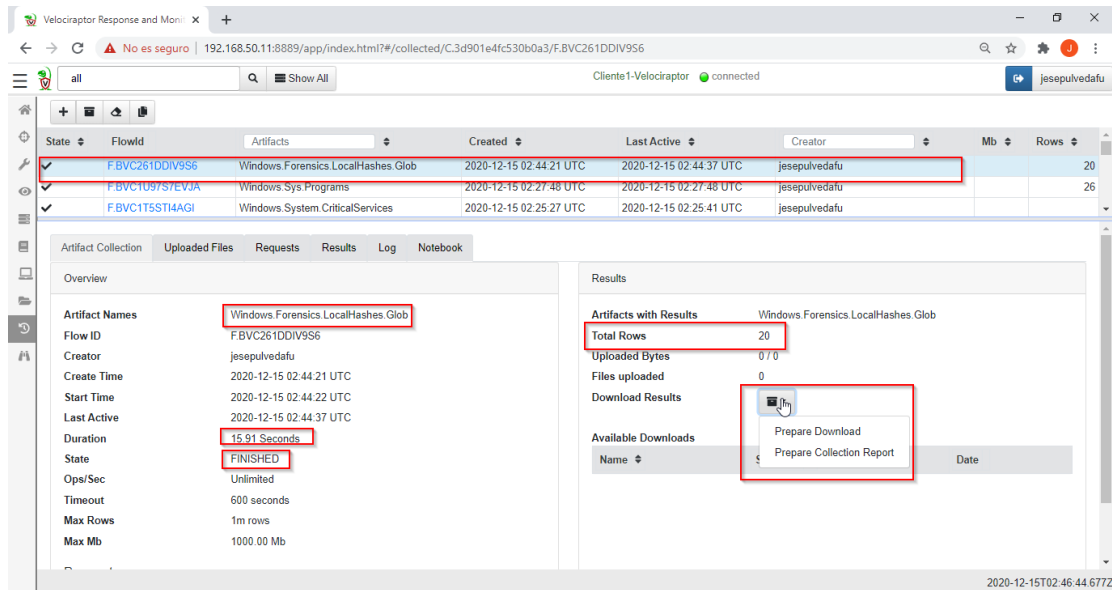 Velociraptor Response and Moni
No es seguro | 192.168.50.11:8889/app/index.html?#/collected/C.3d901e4fc530b0a3/F.BVC261DDIV9S6
all Show All Cliente1-Velociraptor connected jesepulvedafu
State FlowId Artifacts Created Last Active Creator Mb Rows
F.BVC261DDIV9S6 Windows.Forensics.LocalHashes.Glob 2020-12-15 02:44:21 UTC 2020-12-15 02:44:37 UTC jesepulvedafu 20
F.BVC1U97S7EVJA Windows.Sys.Programs 2020-12-15 02:27:48 UTC 2020-12-15 02:27:48 UTC jesepulvedafu 26
F.BVC1T5STI4AGI Windows.System.CriticalServices 2020-12-15 02:25:27 UTC 2020-12-15 02:25:41 UTC jesepulvedafu
Artifact Collection Uploaded Files Requests Results Log Notebook
Overview
Artifact Names Windows.Forensics.LocalHashes.Glob
Flow ID F.BVC261DDIV9S6
Creator jesepulvedafu
Create Time 2020-12-15 02:44:21 UTC
Start Time 2020-12-15 02:44:22 UTC
Last Active 2020-12-15 02:44:37 UTC
Duration 15.91 Seconds
State FINISHED
Ops/Sec Unlimited
Timeout 600 seconds
Max Rows 1m rows
Max Mb 1000.00 Mb
Results
Artifacts with Results Windows.Forensics.LocalHashes.Glob
Total Rows 20
Uploaded Bytes 0 / 0
Files uploaded 0
Download Results
Prepare Download
Available Downloads
Prepare Collection Report
Name Date
2020-12-15T02:46:44.677Z